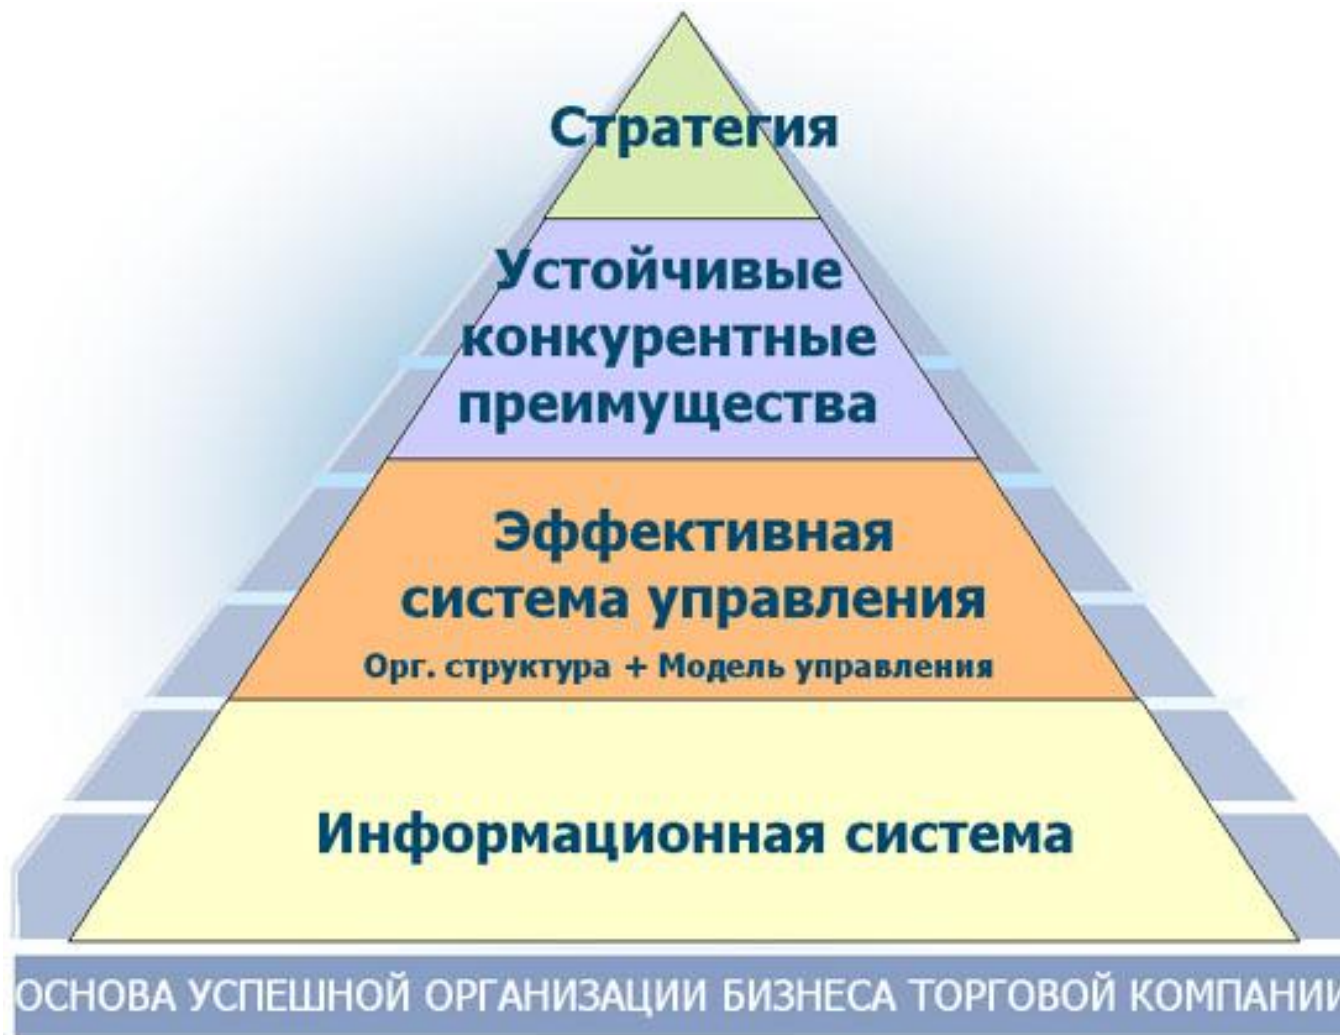 Стратегия
Устойчивые
конкурентные
преимущества
Эффективная
система управления
Орг. структура + Модель управления
Информационная система
ОСНОВА УСПЕШНОЙ ОРГАНИЗАЦИИ БИЗНЕСА ТОРГОВОЙ КОМПАНИИ